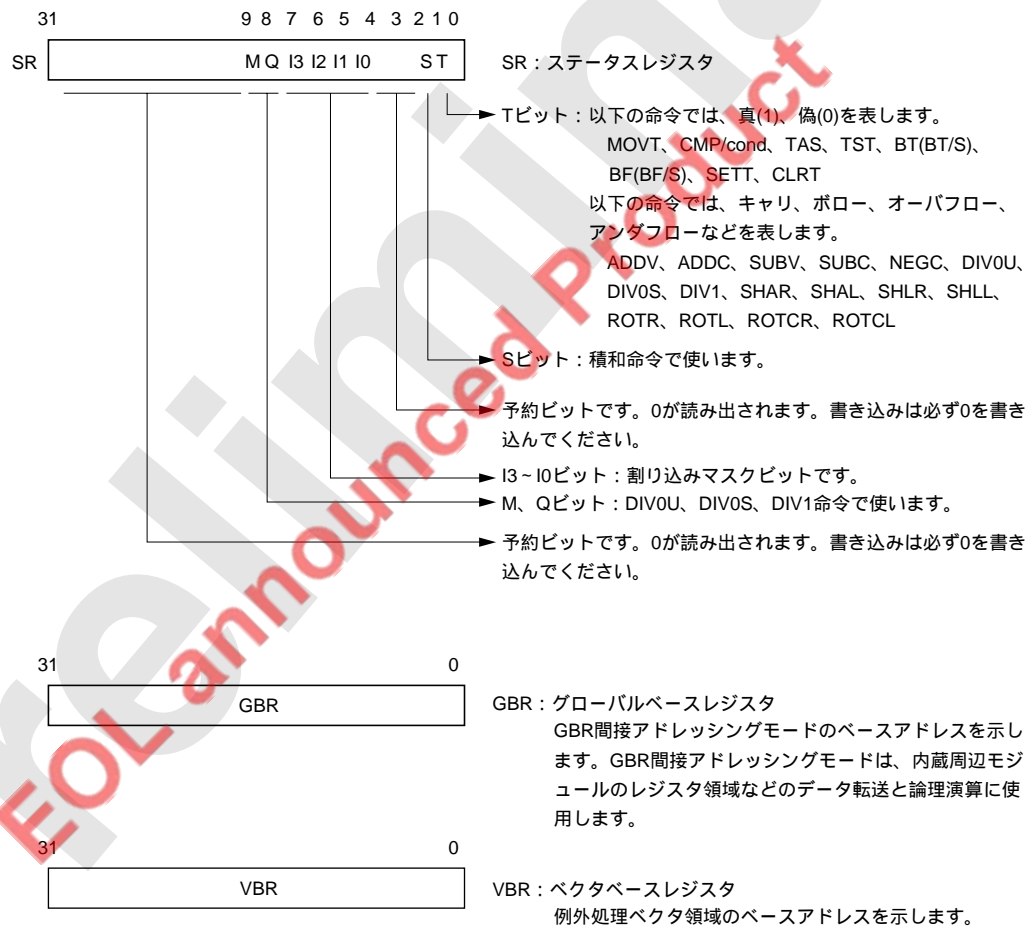 31 9 8 7 6 5 4 3 2 1 0
SR M Q I3 I2 I1 I0 S T SR：ステータスレジスタ
Tビット：以下の命令では、真(1)、偽(0)を表します。
MOVT、CMP/cond、TAS、TST、BT(BT/S)、
BF(BF/S)、SETT、CLRT
以下の命令では、キャリ、ボロー、オーバフロー、
アンダフローなどを表します。
ADDV、ADDC、SUBV、SUBC、NEGC、DIV0U、
DIV0S、DIV1、SHAR、SHAL、SHLR、SHLL、
ROTR、ROTL、ROTCR、ROTCL
Sビット：積和命令で使います。
予約ビットです。0が読み出されます。書き込みは必ず0を書き
込んでください。
I3～I0ビット：割り込みマスクビットです。
M、Qビット：DIV0U、DIV0S、DIV1命令で使います。
予約ビットです。0が読み出されます。書き込みは必ず0を書き
込んでください。
31 0
GBR GBR：グローバルベースレジスタ
GBR間接アドレッシングモードのベースアドレスを示し
ます。GBR間接アドレッシングモードは、内蔵周辺モジ
ュールのレジスタ領域などのデータ転送と論理演算に使
用します。
31 0
VBR VBR：ベクタベースレジスタ
例外処理ベクタ領域のベースアドレスを示します。
EOL announced Product
relimina